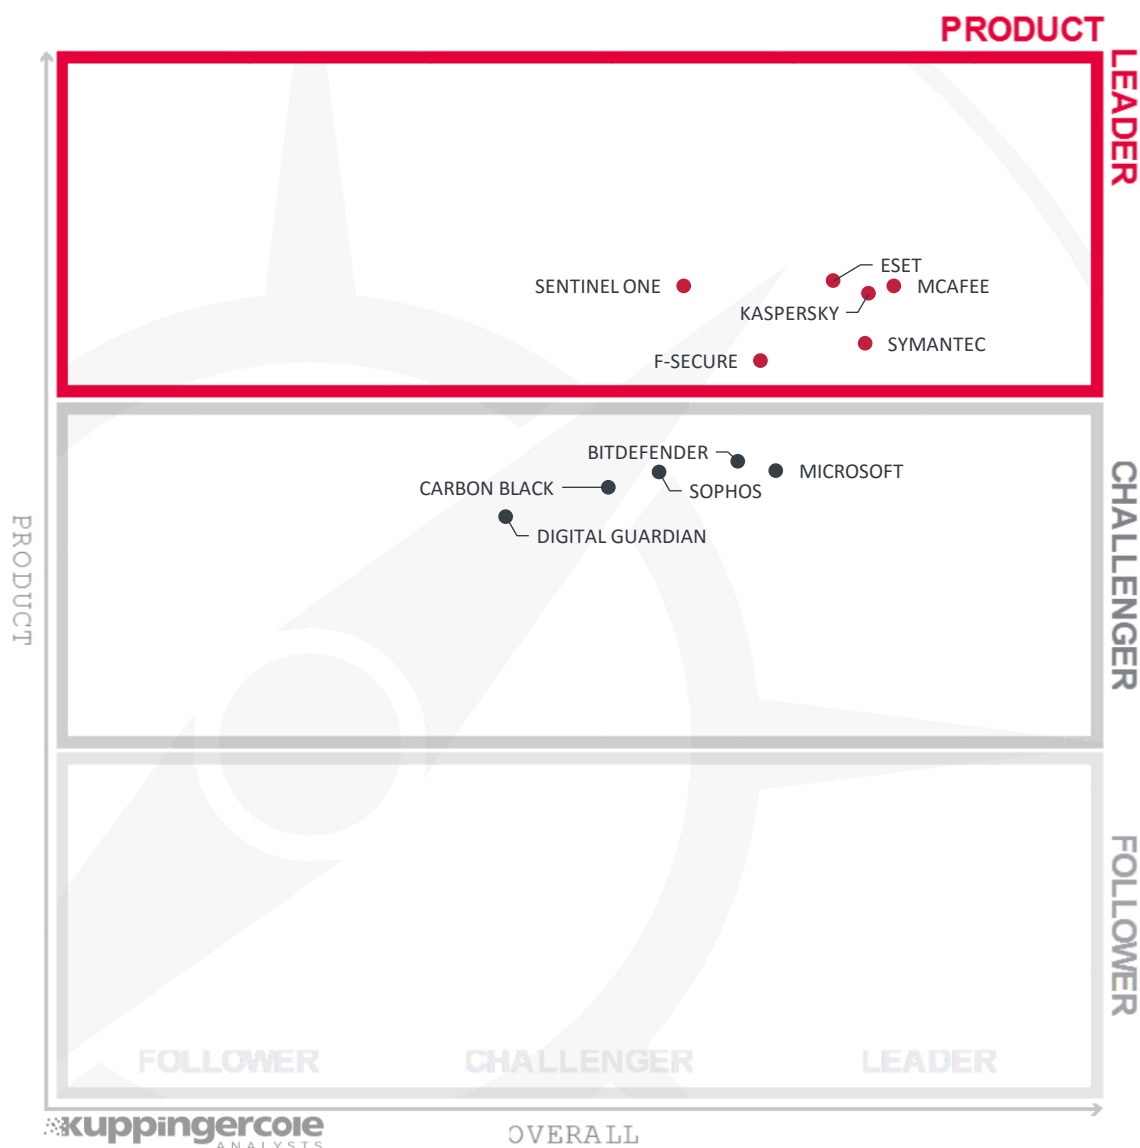 PRODUCT
LEADER
ESET
SENTINEL ONE
MCAFEE
KASPERSKY
SYMANTEC
F-SECURE
BITDEFENDER
MICROSOFT
CARBON BLACK
SOPHOS
DIGITAL GUARDIAN
CHALLENGER
PRODUCT
FOLLOWER
FOLLOWER CHALLENGER LEADER
kuppingercole
ANALYSTS
OVERALL